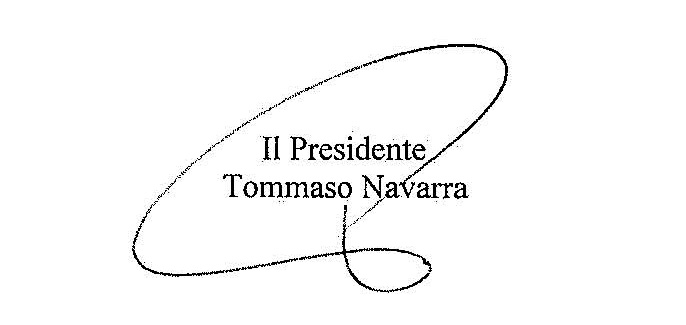 Il Presidente
Tommaso Navarra